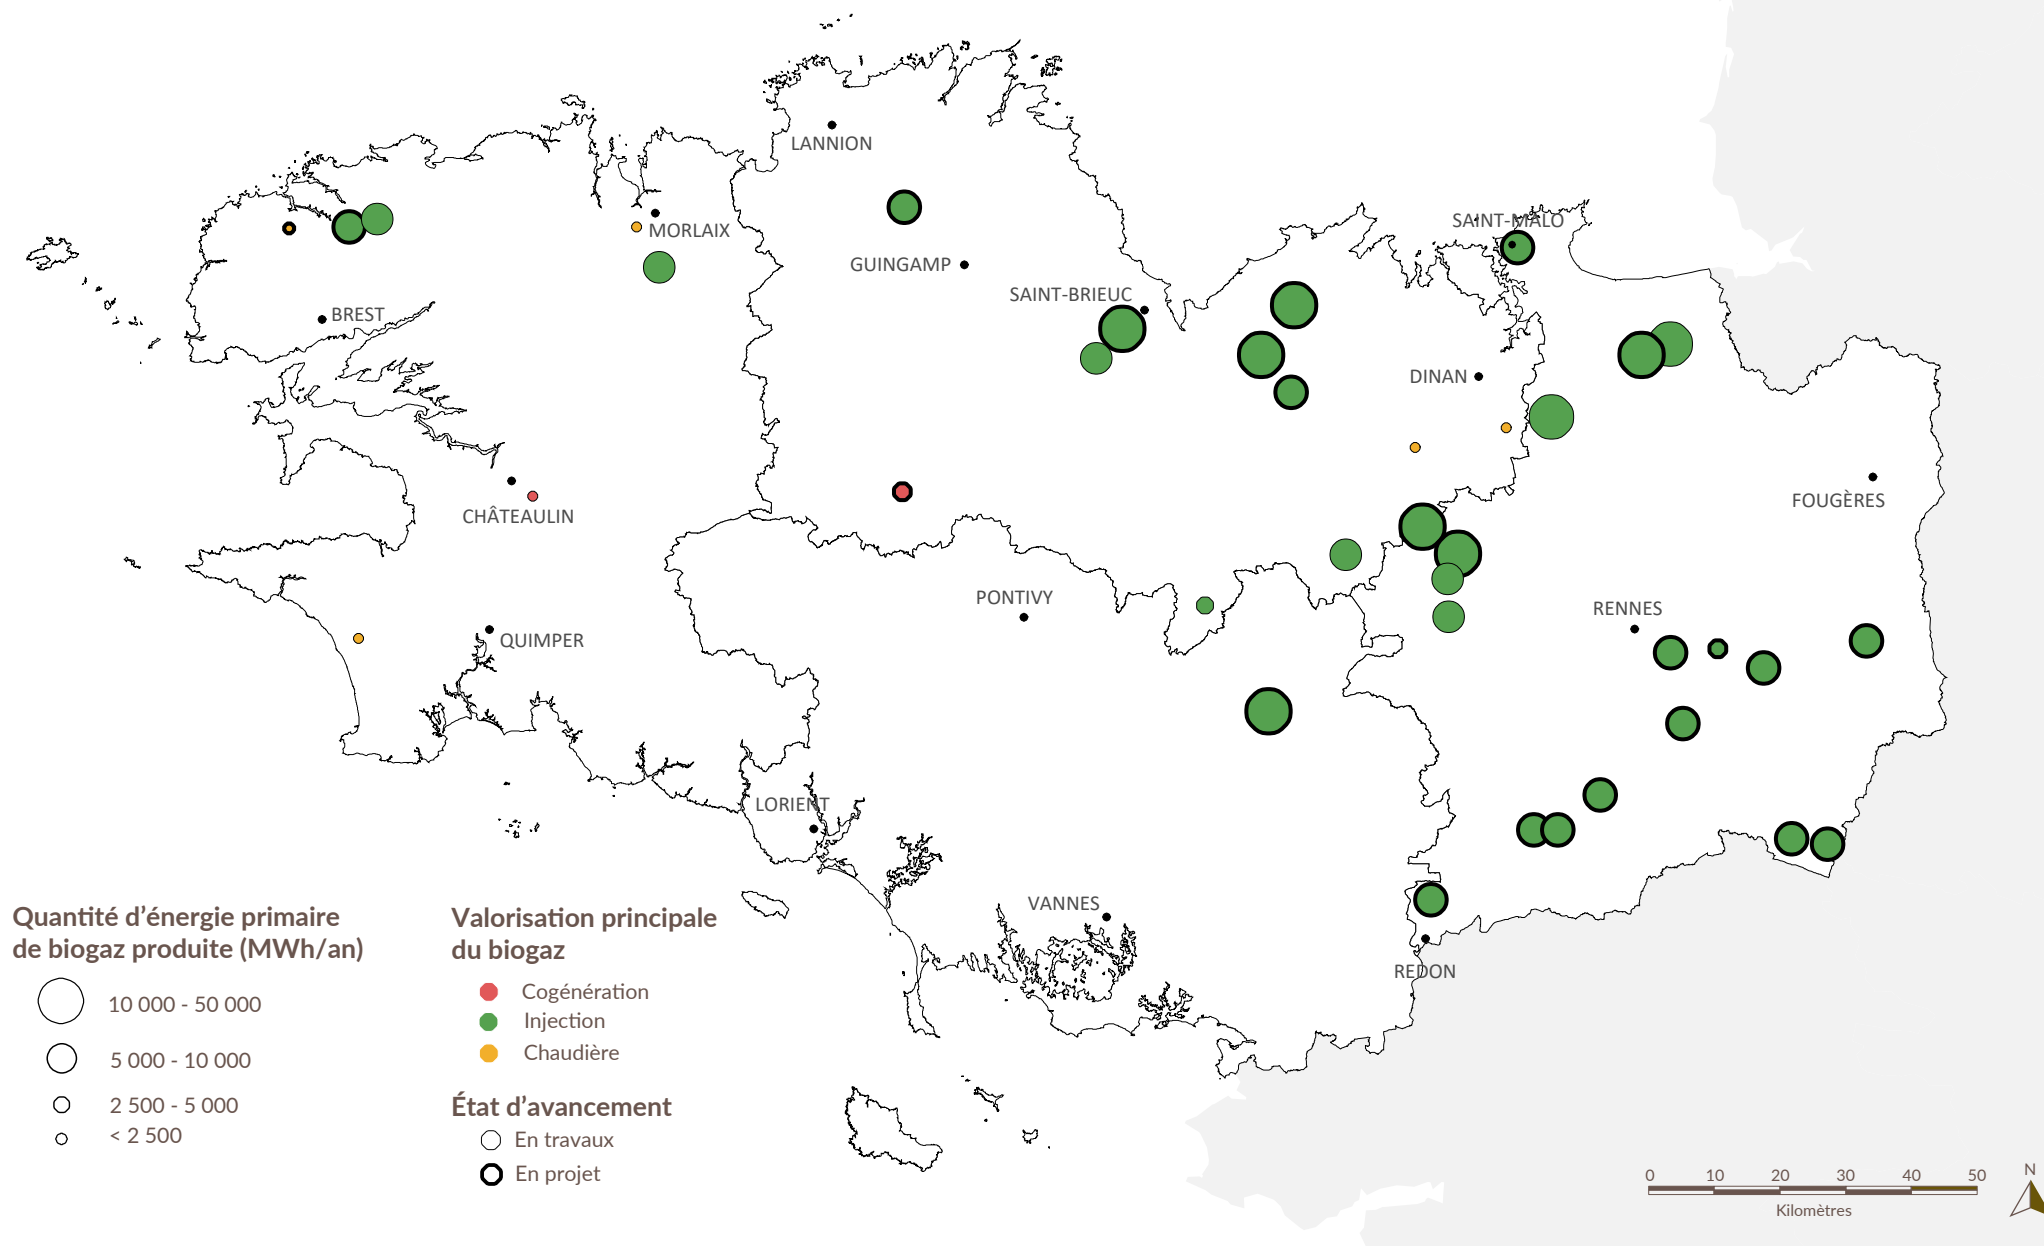 LANNION
SAINT-MALO
MORLAIX
GUINGAMP
SAINT-BRIEUC
BREST
DINAN
FOUGÈRES
CHÂTEAULIN
PONTIVY
RENNES
QUIMPER
LORIENT
VANNES
REDON
Quantité d’énergie primaire
de biogaz produite (MWh/an)
10 000 - 50 000
5 000 - 10 000
2 500 - 5 000
< 2 500
Valorisation principale
du biogaz
Cogénération
Injection
Chaudière
État d’avancement
En travaux
En projet
0 10 20 30 40 50
Kilomètres
N